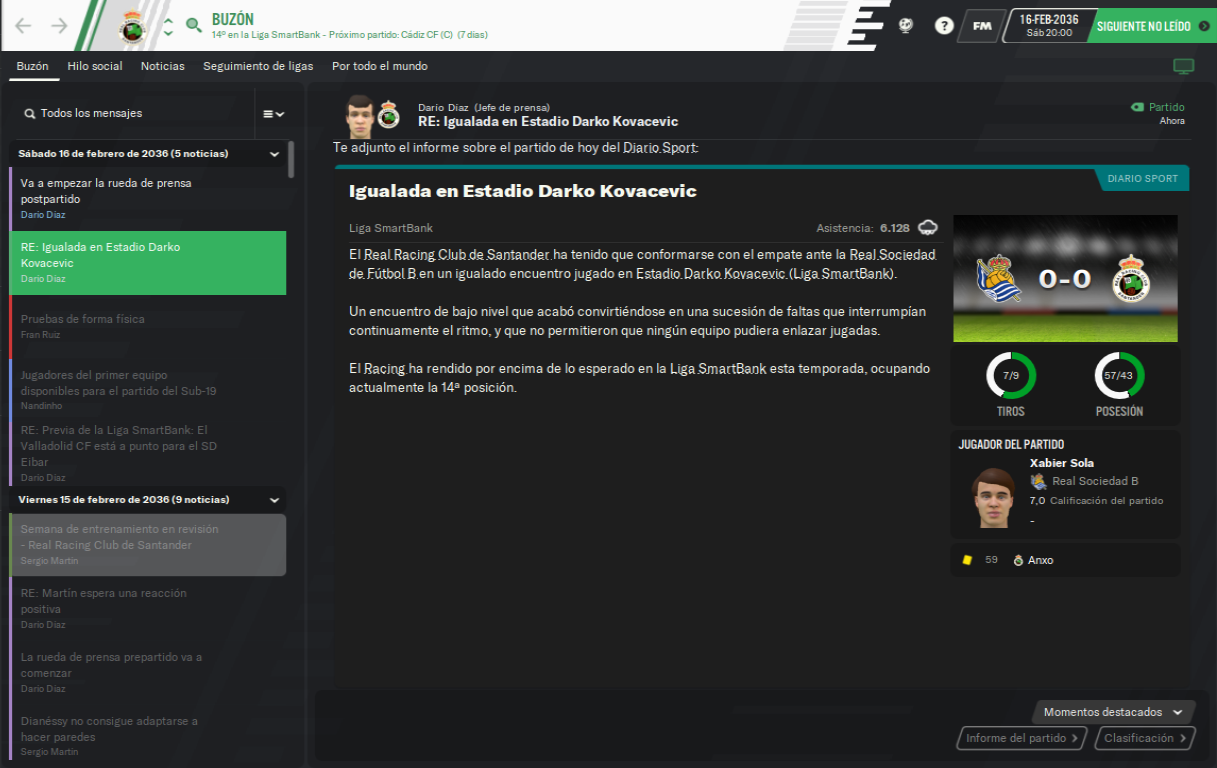 BUZÓN
14º en la Liga SmartBank - Próximo partido: Cádiz CF (C) (7 días)
FM
16-FEB-2036
Sáb 20:00
SIGUIENTE NO LEÍDO
Buzón
Hilo social
Noticias
Seguimiento de ligas
Por todo el mundo
Todos los mensajes
Sábado 16 de febrero de 2036 (5 noticias)
Va a empezar la rueda de prensa
postpartido
Darío Díaz
RE: Igualada en Estadio Darko
Kovacevic
Darío Díaz
Pruebas de forma física
Fran Ruiz
Jugadores del primer equipo
disponibles para el partido del Sub-19
Nandinho
RE: Previa de la Liga SmartBank: El
Valladolid CF está a punto para el SD
Eibar
Darío Díaz
Viernes 15 de febrero de 2036 (9 noticias)
Semana de entrenamiento en revisión
- Real Racing Club de Santander
Sergio Martín
RE: Martín espera una reacción
positiva
Darío Díaz
La rueda de prensa prepartido va a
comenzar
Darío Díaz
Dianéssy no consigue adaptarse a
hacer paredes
Sergio Martín
Darío Díaz (Jefe de prensa)
RE: Igualada en Estadio Darko Kovacevic
Partido
Ahora
Te adjunto el informe sobre el partido de hoy del Diario Sport:
DIARIO SPORT
Igualada en Estadio Darko Kovacevic
Liga SmartBank
Asistencia: 6.128
El Real Racing Club de Santander ha tenido que conformarse con el empate ante la Real Sociedad
de Fútbol B en un igualado encuentro jugado en Estadio Darko Kovacevic (Liga SmartBank).
Un encuentro de bajo nivel que acabó convirtiéndose en una sucesión de faltas que interrumpían
continuamente el ritmo, y que no permitieron que ningún equipo pudiera enlazar jugadas.
El Racing ha rendido por encima de lo esperado en la Liga SmartBank esta temporada, ocupando
actualmente la 14ª posición.
0-0
7/9
TIROS
57/43
POSESIÓN
JUGADOR DEL PARTIDO
Xabier Sola
Real Sociedad B
7,0 Calificación del partido
-
59 Anxo
Momentos destacados
Informe del partido
Clasificación